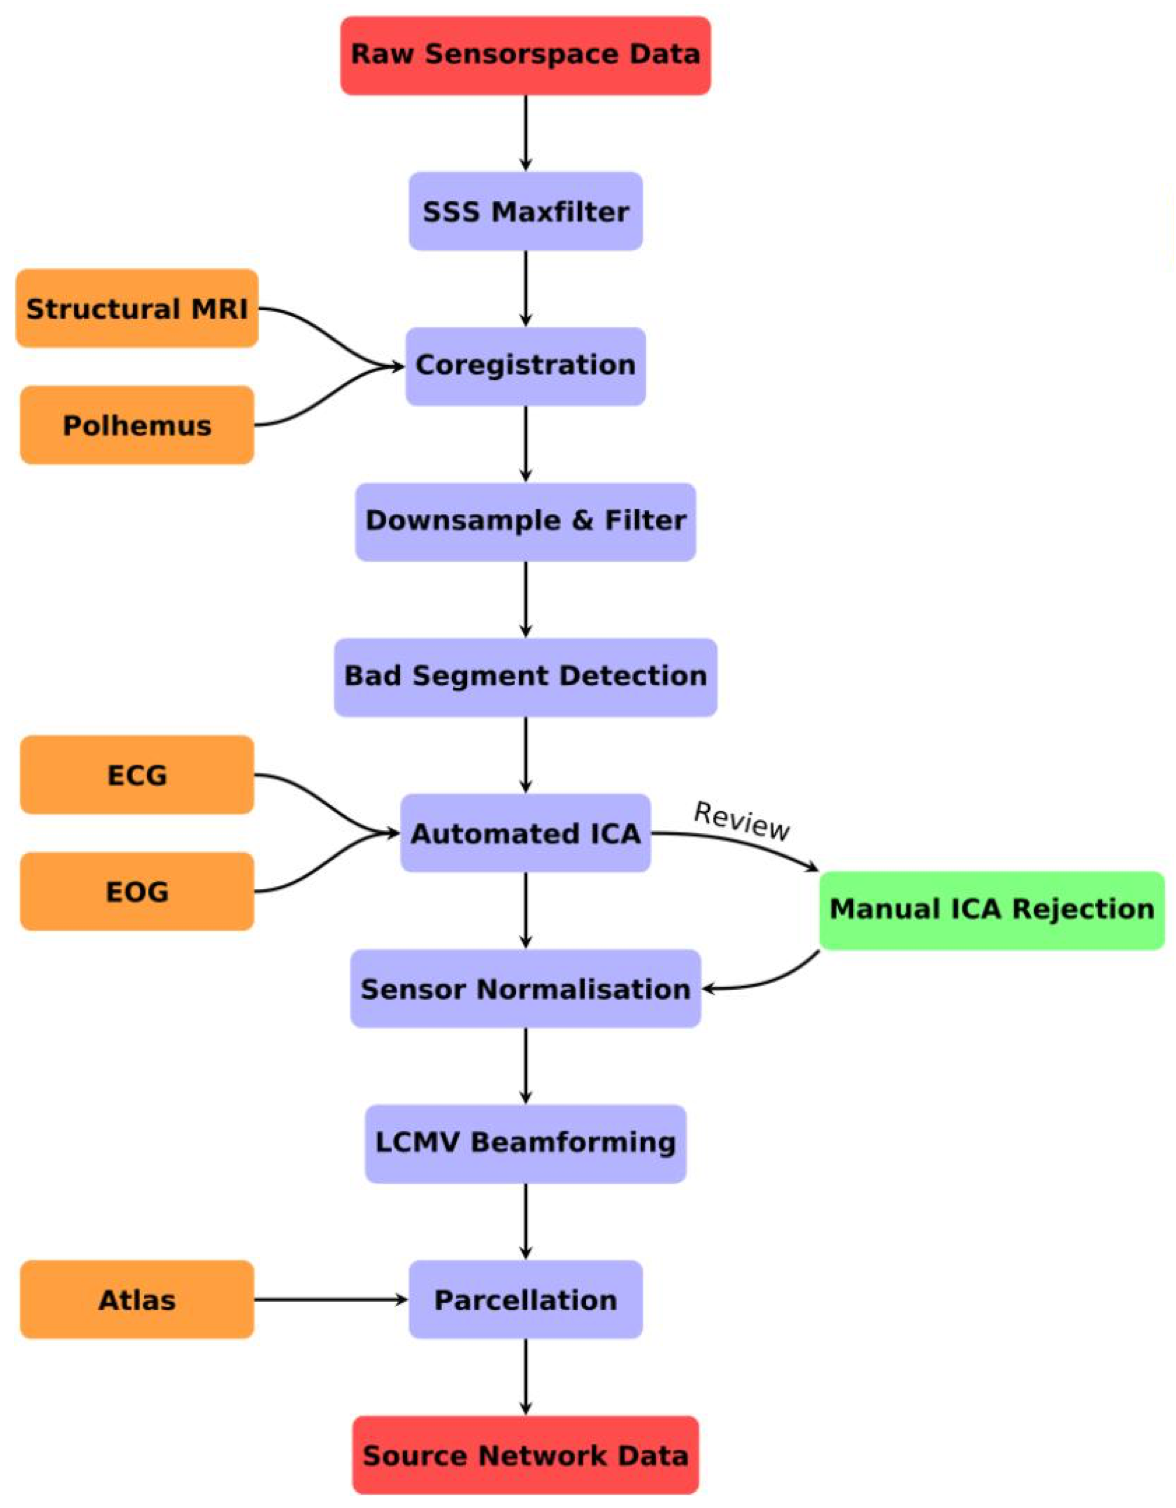 Raw Sensorspace Data
SSS Maxfilter
Structural MRI
Coregistration
Polhemus
Downsample & Filter
Bad Segment Detection
ECG
Automated ICA
Review
EOG
Manual ICA Rejection
Sensor Normalisation
LCMV Beamforming
Atlas
Parcellation
Source Network Data